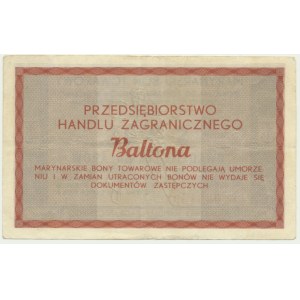 PRZEDSIĘBIORSTWO
HANDLU ZAGRANICZNEGO
Baltona
MARYNARSKIE BONY TOWAROWE NIE PODLEGAJĄ UMORZE-
NIU I W ZAMIAN UTRACONYCH BONÓW NIE WYDAJE SIĘ
DOKUMENTÓW ZASTĘPCZYCH